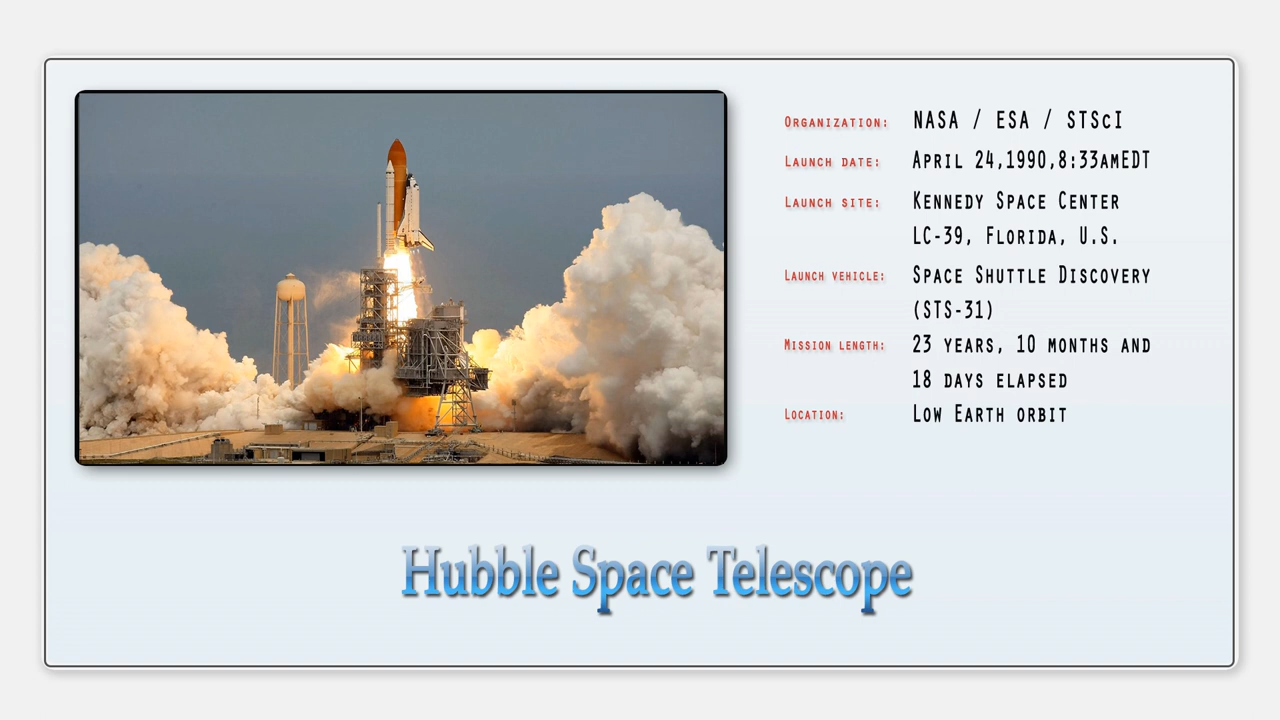 Organization: NASA / ESA / STScI
Launch date: April 24,1990,8:33amEDT
Launch site: Kennedy Space Center
LC-39, Florida, U.S.
Launch vehicle: Space Shuttle Discovery
(STS-31)
Mission length: 23 years, 10 months and
18 days elapsed
Location: Low Earth orbit
Hubble Space Telescope